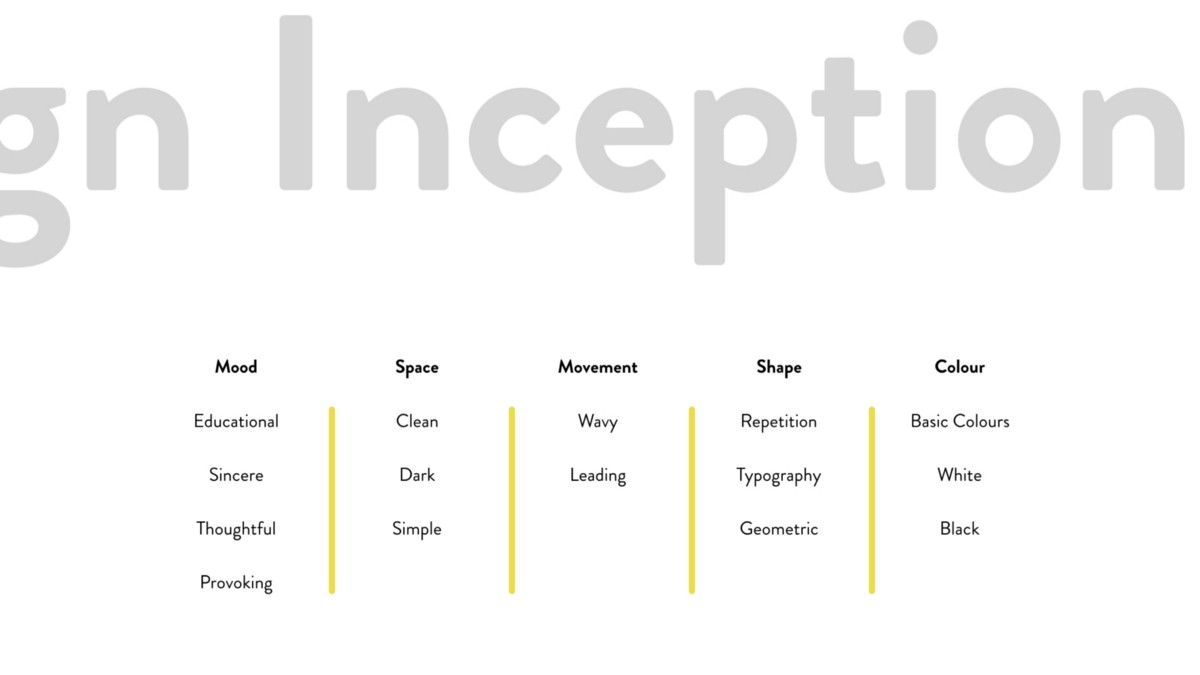 gn Inception
Mood Space Movement Shape Colour
Educational Clean Wavy Repetition Basic Colours
Sincere Dark Leading Typography White
Thoughtful Simple Geometric Black
Provoking